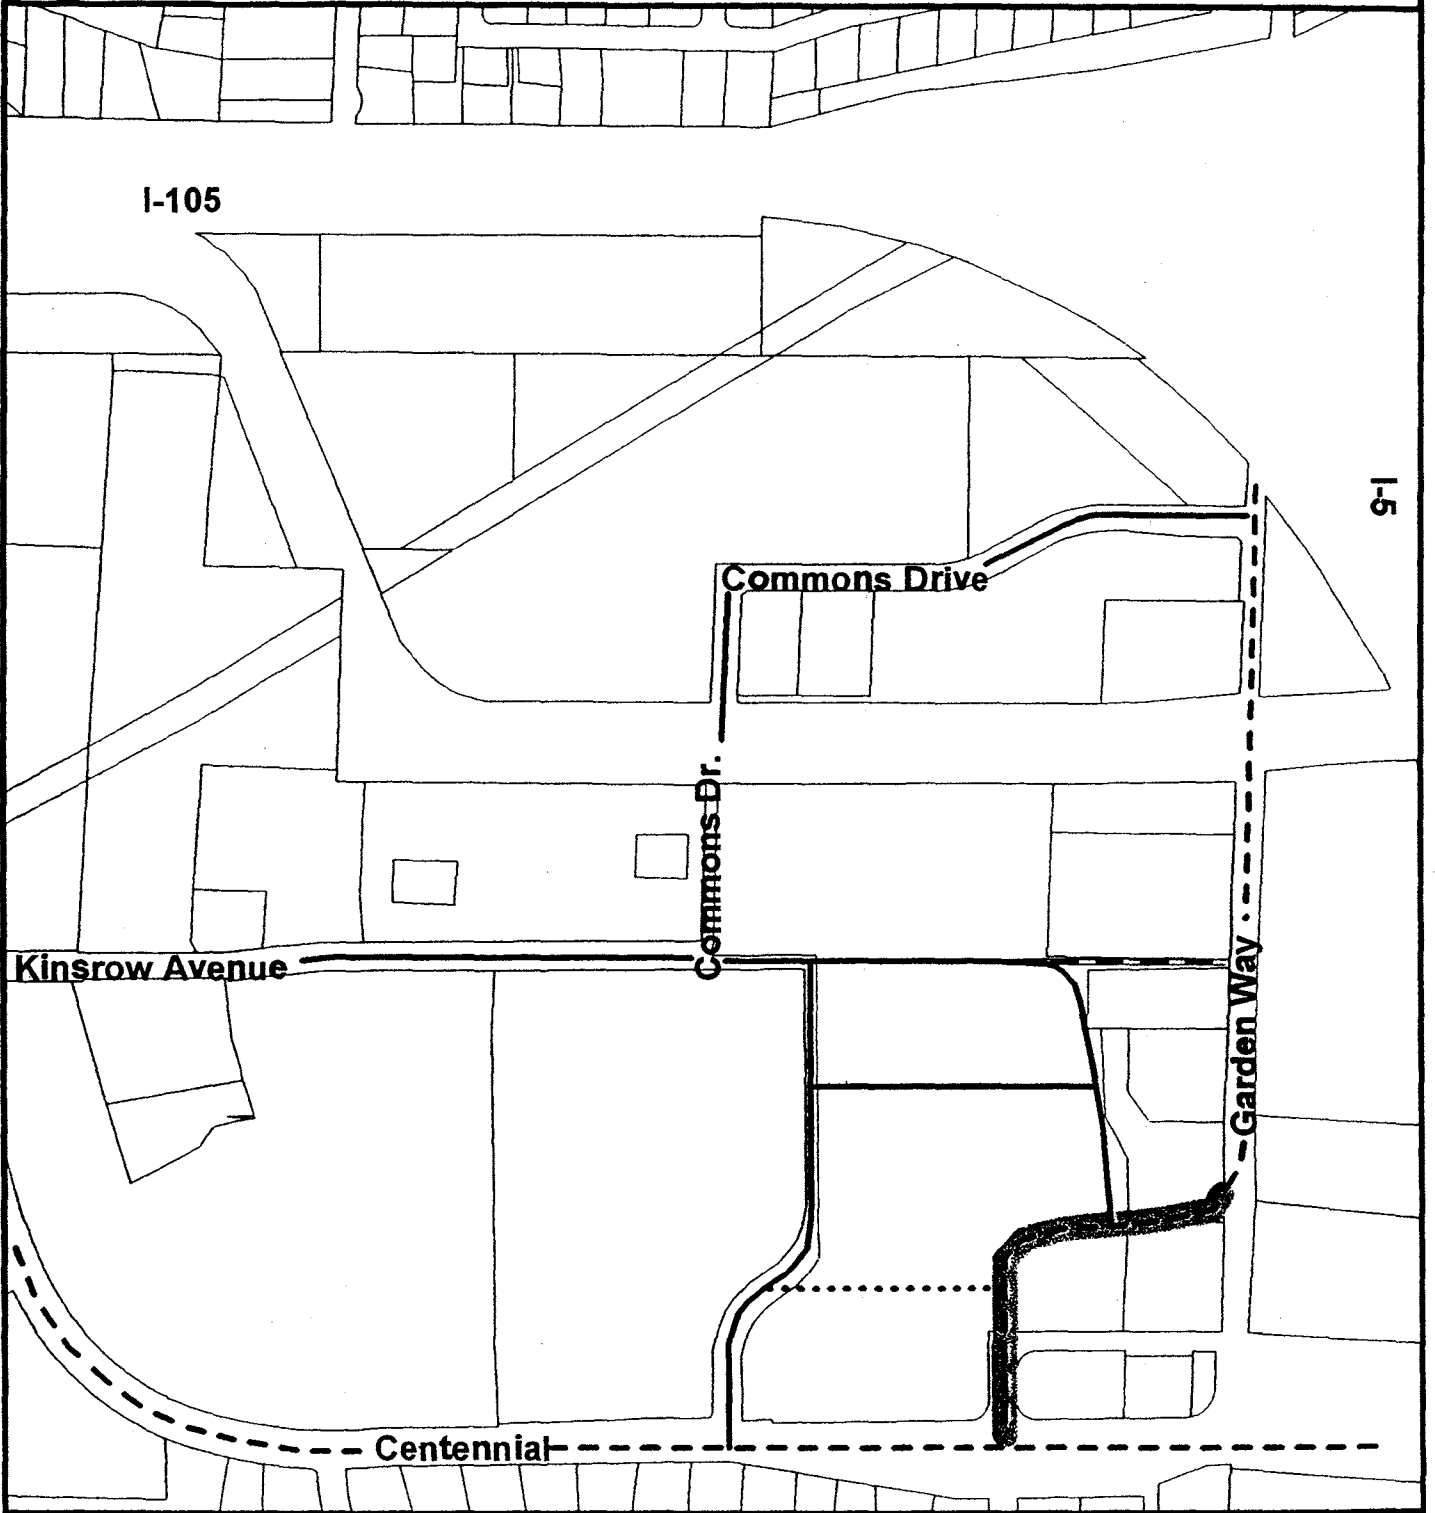 I-105
I-5
Commons Drive
Commons Dr.
Kinsrow Avenue
Garden Way
Centennial